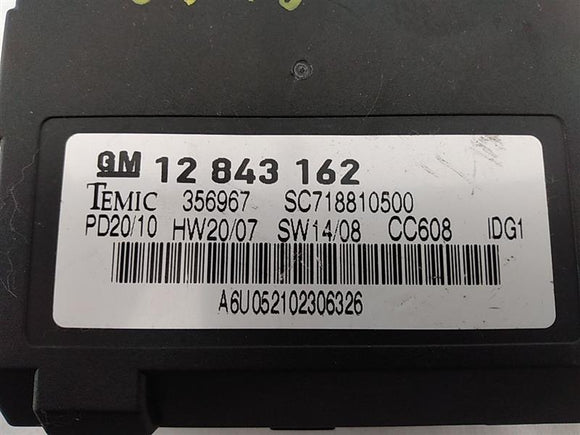 GM 12 843 162
TEMIC 356967 SC718810500
PD20/10 HW20/07 SW14/08 CC608 IDG1
A6U052102306326